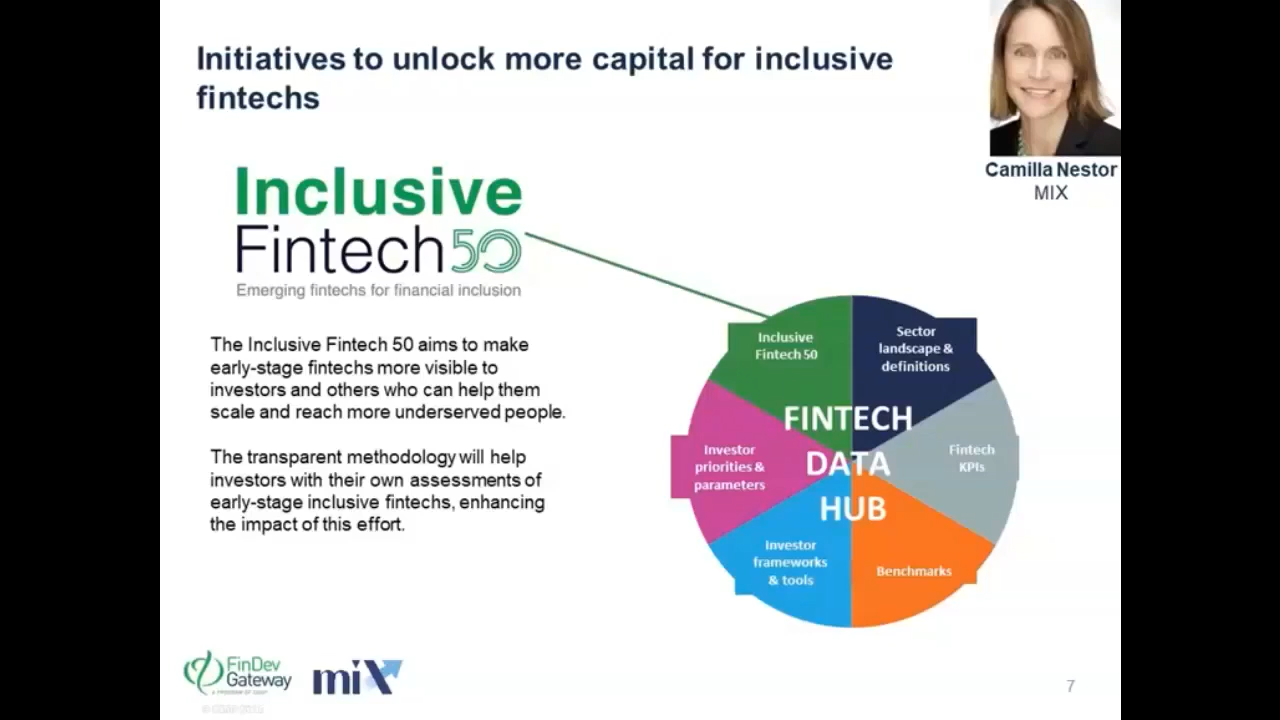 Initiatives to unlock more capital for inclusive
fintechs
Camilla Nestor
MIX
Inclusive
Fintech50
Emerging fintechs for financial inclusion
The Inclusive Fintech 50 aims to make
early-stage fintechs more visible to
investors and others who can help them
scale and reach more underserved people.
The transparent methodology will help
investors with their own assessments of
early-stage inclusive fintechs, enhancing
the impact of this effort.
Inclusive
Fintech 50
Sector
landscape &
definitions
FINTECH
DATA
HUB
Investor
priorities &
parameters
Fintech
KPIs
Investor
frameworks
& tools
Benchmarks
FinDev
Gateway
mix
7